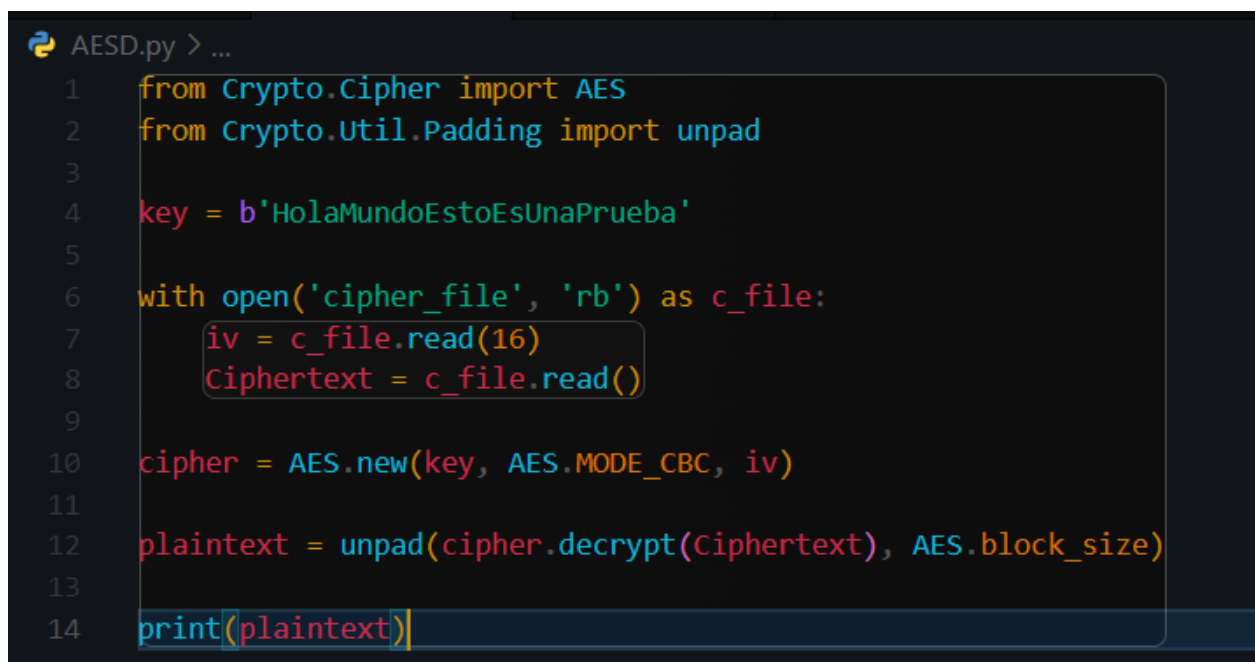 AESD.py > ...
1 from Crypto.Cipher import AES
2 from Crypto.Util.Padding import unpad
3
4 key = b'HolaMundoEstoEsUnaPrueba'
5
6 with open('cipher_file', 'rb') as c_file:
7     iv = c_file.read(16)
8     Ciphertext = c_file.read()
9
10 cipher = AES.new(key, AES.MODE_CBC, iv)
11
12 plaintext = unpad(cipher.decrypt(Ciphertext), AES.block_size)
13
14 print(plaintext)